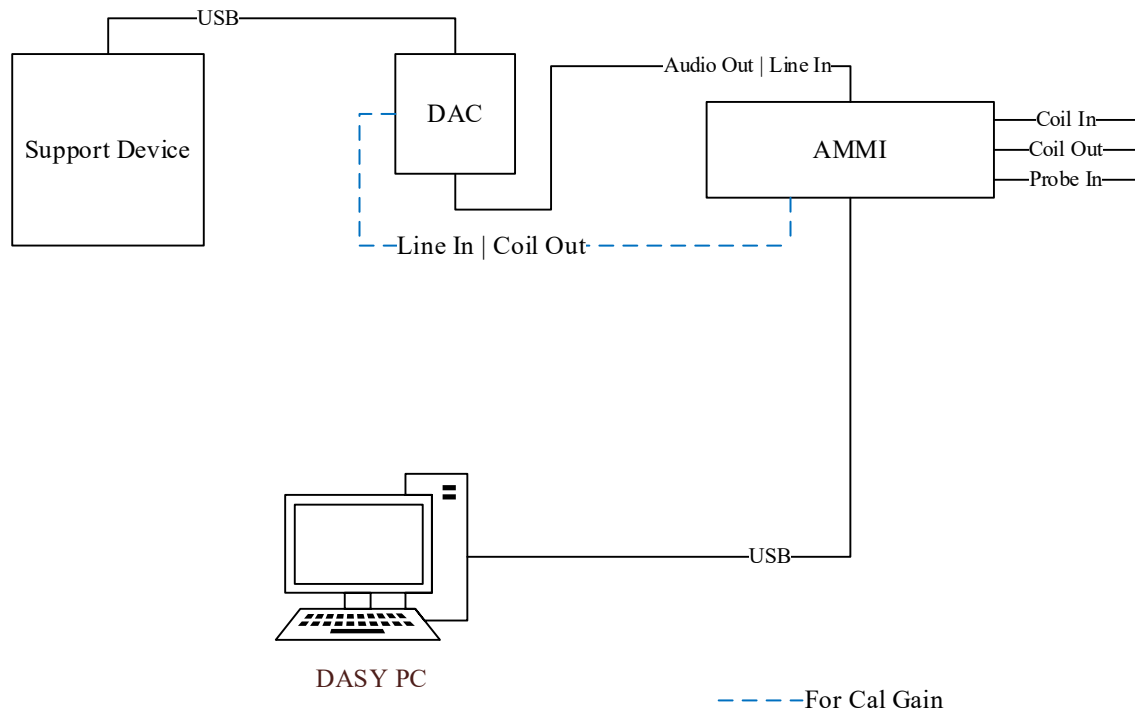 USB
Audio Out | Line In
DAC
Coil In
Support Device
AMMI
Coil Out
Probe In
Line In | Coil Out
USB
DASY PC
For Cal Gain